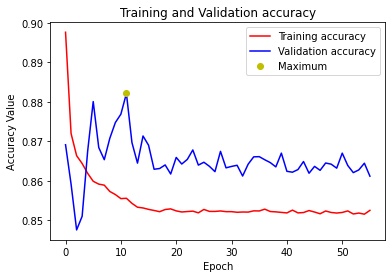 Training and Validation accuracy
0.90
0.89
0.88
0.87
0.86
0.85
Accuracy Value
Training accuracy
Validation accuracy
Maximum
0 10 20 30 40 50
Epoch